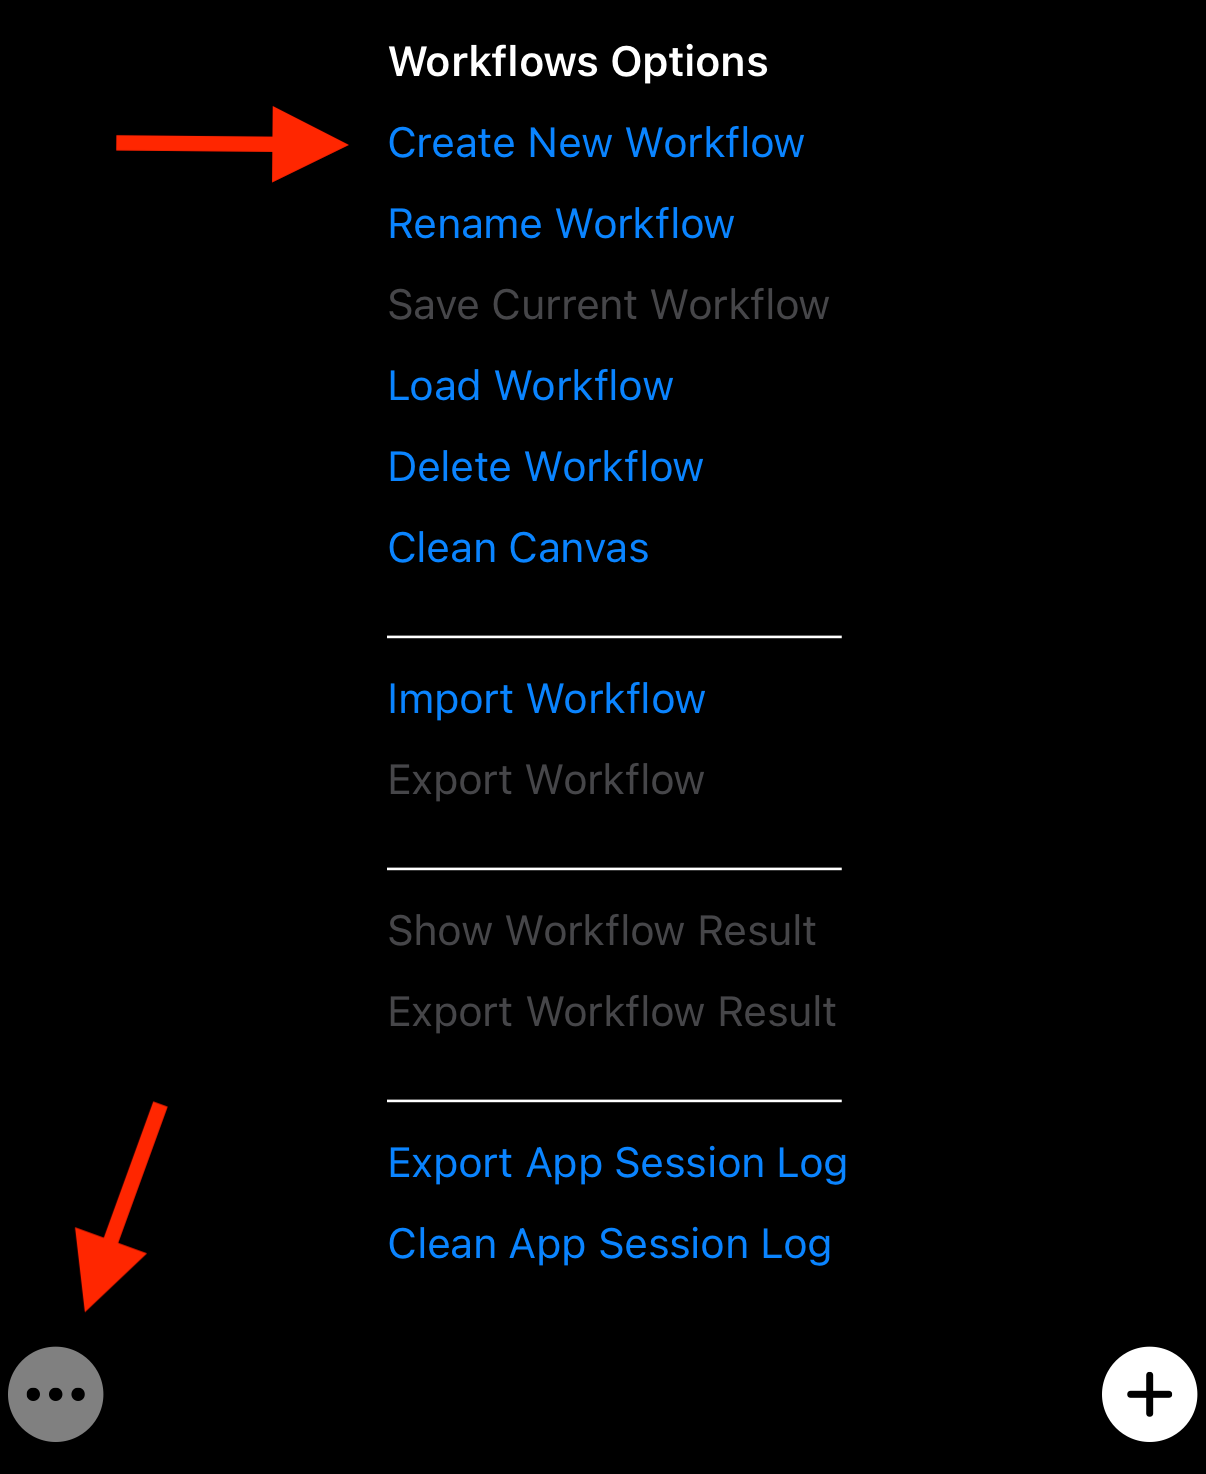 Workflows Options
Create New Workflow
Rename Workflow
Save Current Workflow
Load Workflow
Delete Workflow
Clean Canvas
Import Workflow
Export Workflow
Show Workflow Result
Export Workflow Result
Export App Session Log
Clean App Session Log